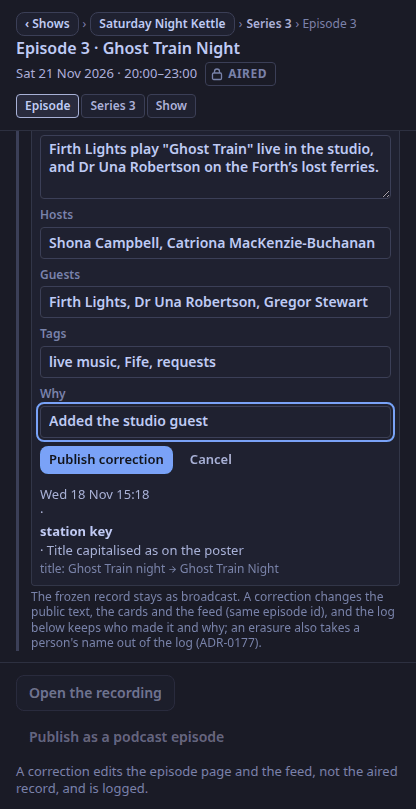 ‹ Shows › Saturday Night Kettle › Series 3 › Episode 3
Episode 3 · Ghost Train Night
Sat 21 Nov 2026 · 20:00–23:00 AIRED
Episode Series 3 Show
Firth Lights play "Ghost Train" live in the studio,
and Dr Una Robertson on the Forth’s lost ferries.
Hosts
Shona Campbell, Catriona MacKenzie-Buchanan
Guests
Firth Lights, Dr Una Robertson, Gregor Stewart
Tags
live music, Fife, requests
Why
Added the studio guest
Publish correction Cancel
Wed 18 Nov 15:18
·
station key
· Title capitalised as on the poster
title: Ghost Train night → Ghost Train Night
The frozen record stays as broadcast. A correction changes the
public text, the cards and the feed (same episode id), and the log
below keeps who made it and why; an erasure also takes a
person's name out of the log (ADR-0177).
Open the recording
Publish as a podcast episode
A correction edits the episode page and the feed, not the aired
record, and is logged.